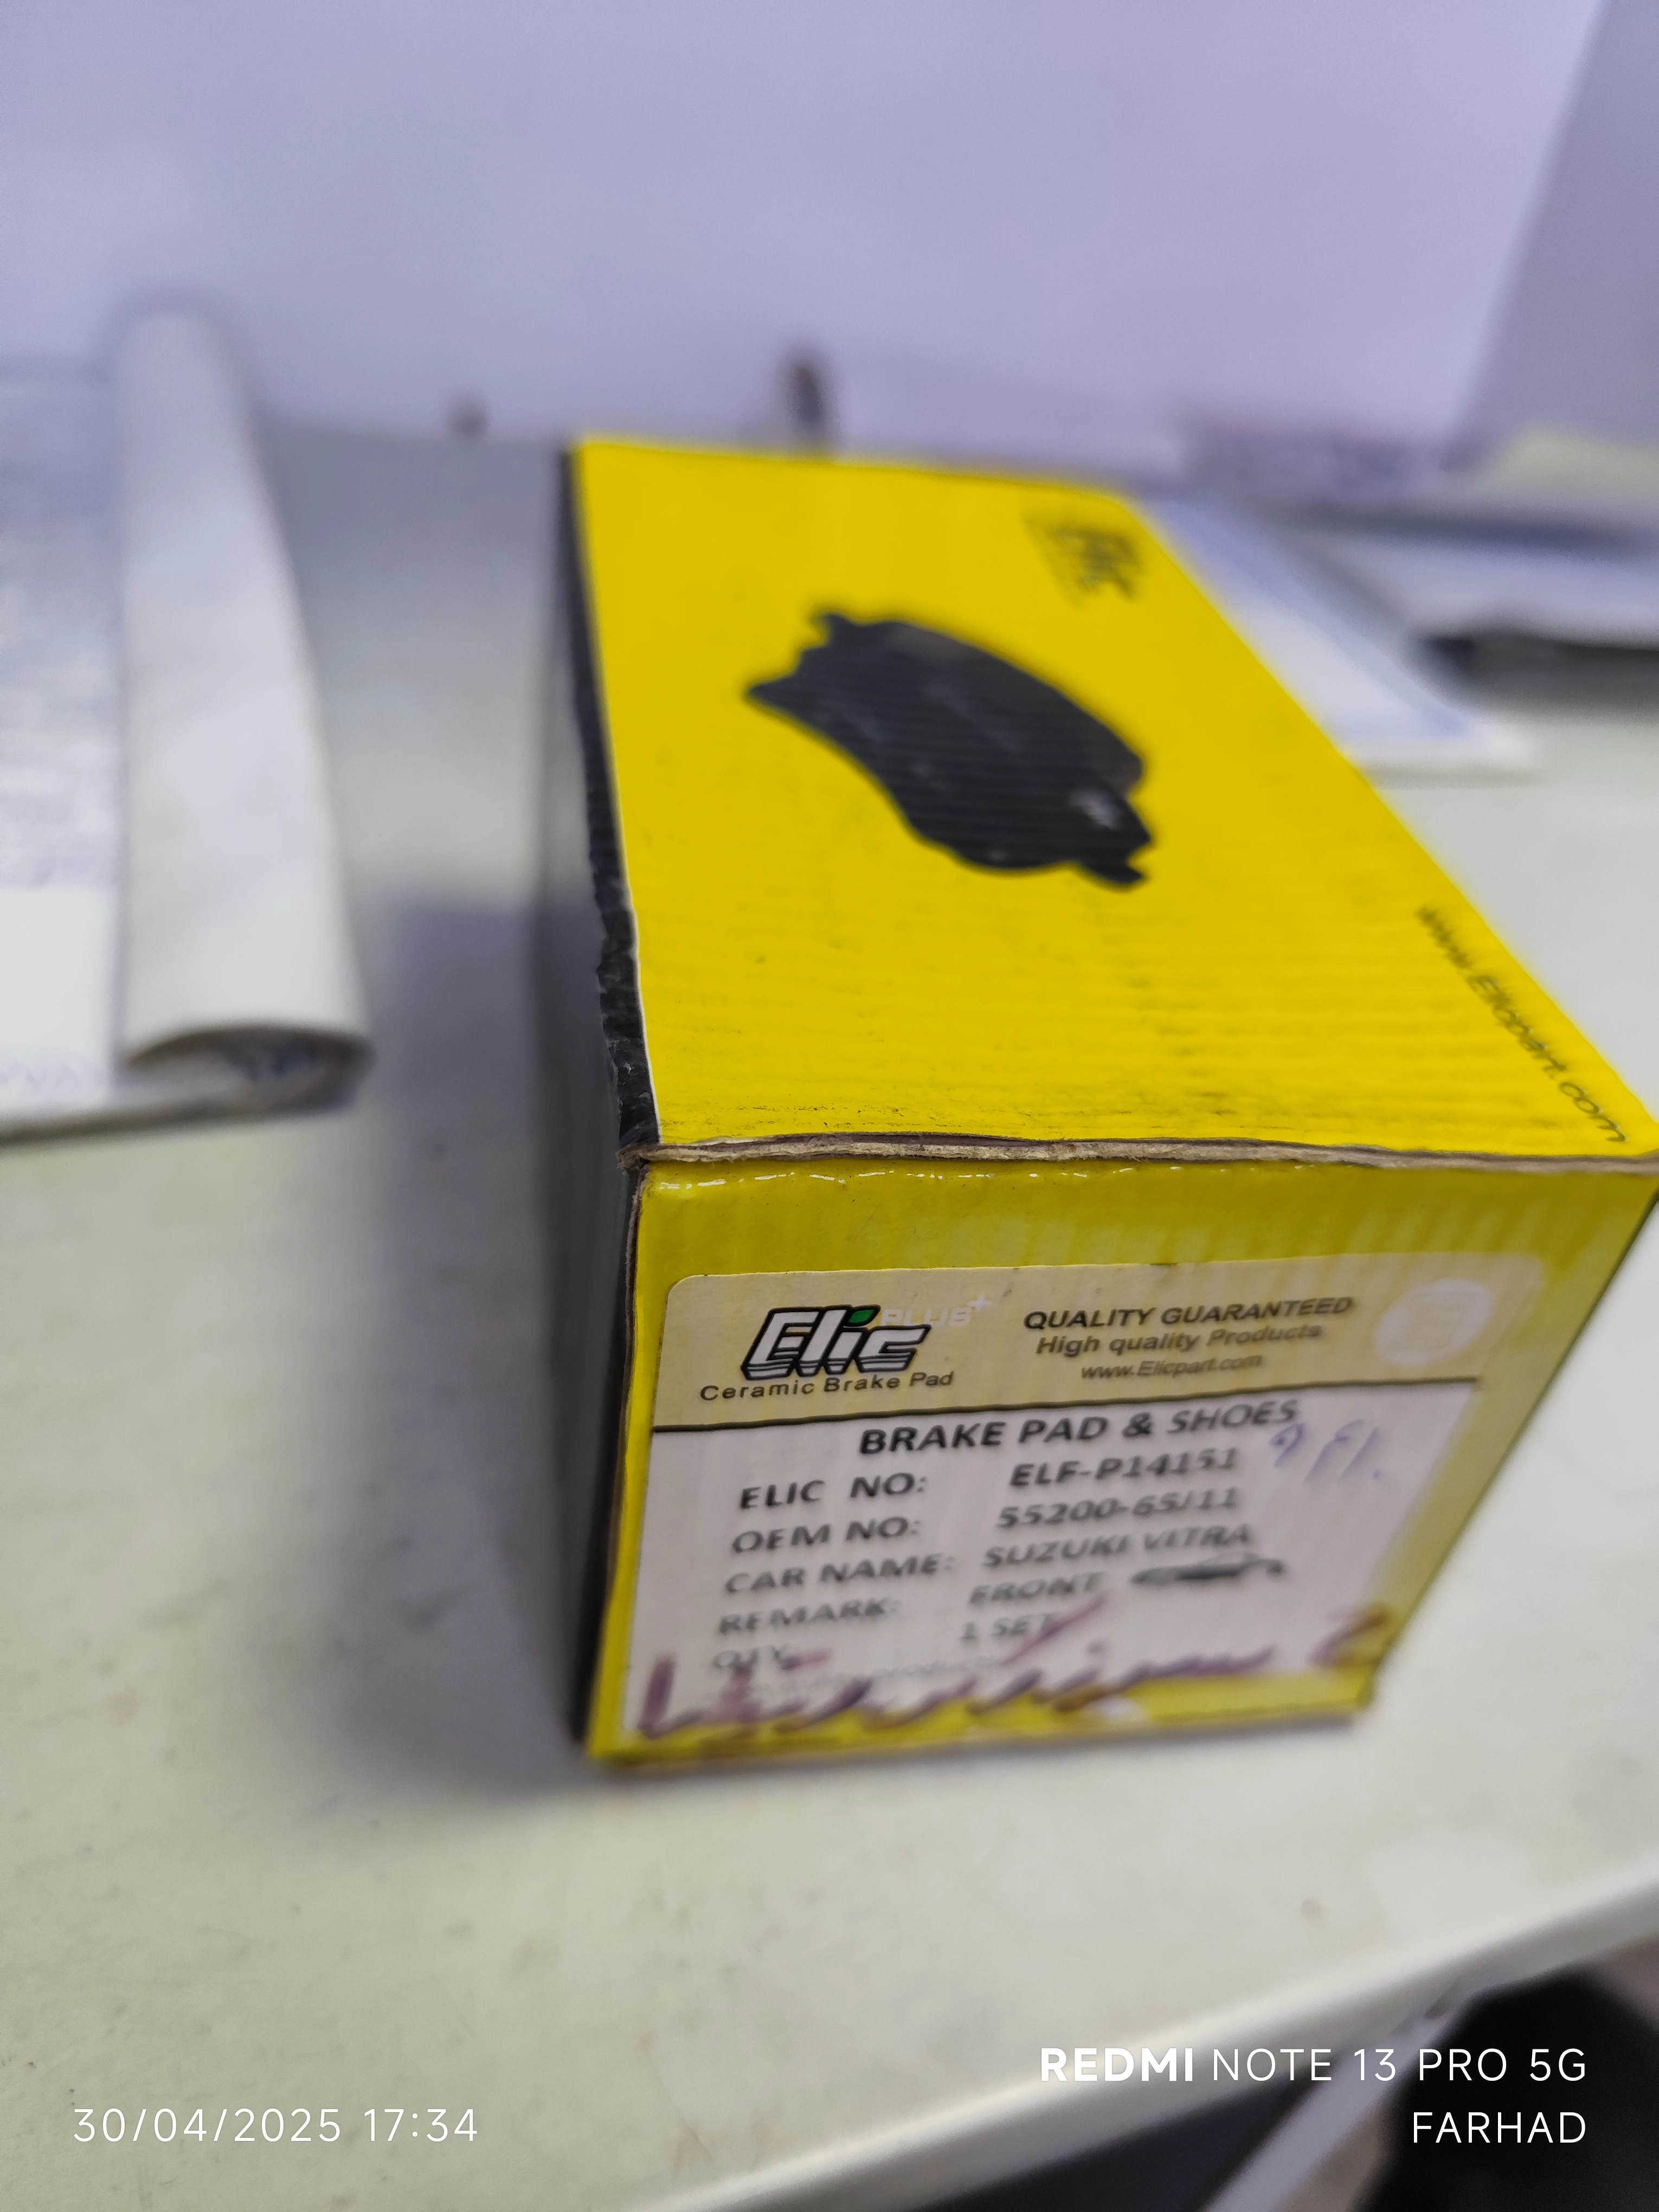 Elic
www.Elicpart.com
Elic PLUS+
Ceramic Brake Pad
QUALITY GUARANTEED
High quality Products
www.Elicpart.com
BRAKE PAD & SHOES
ELIC NO: ELF-P14151
OEM NO: 55200-65J11
CAR NAME: SUZUKI VITRA
REMARK: FRONT
QTY: 1 SET
REDMI NOTE 13 PRO 5G
30/04/2025 17:34
FARHAD